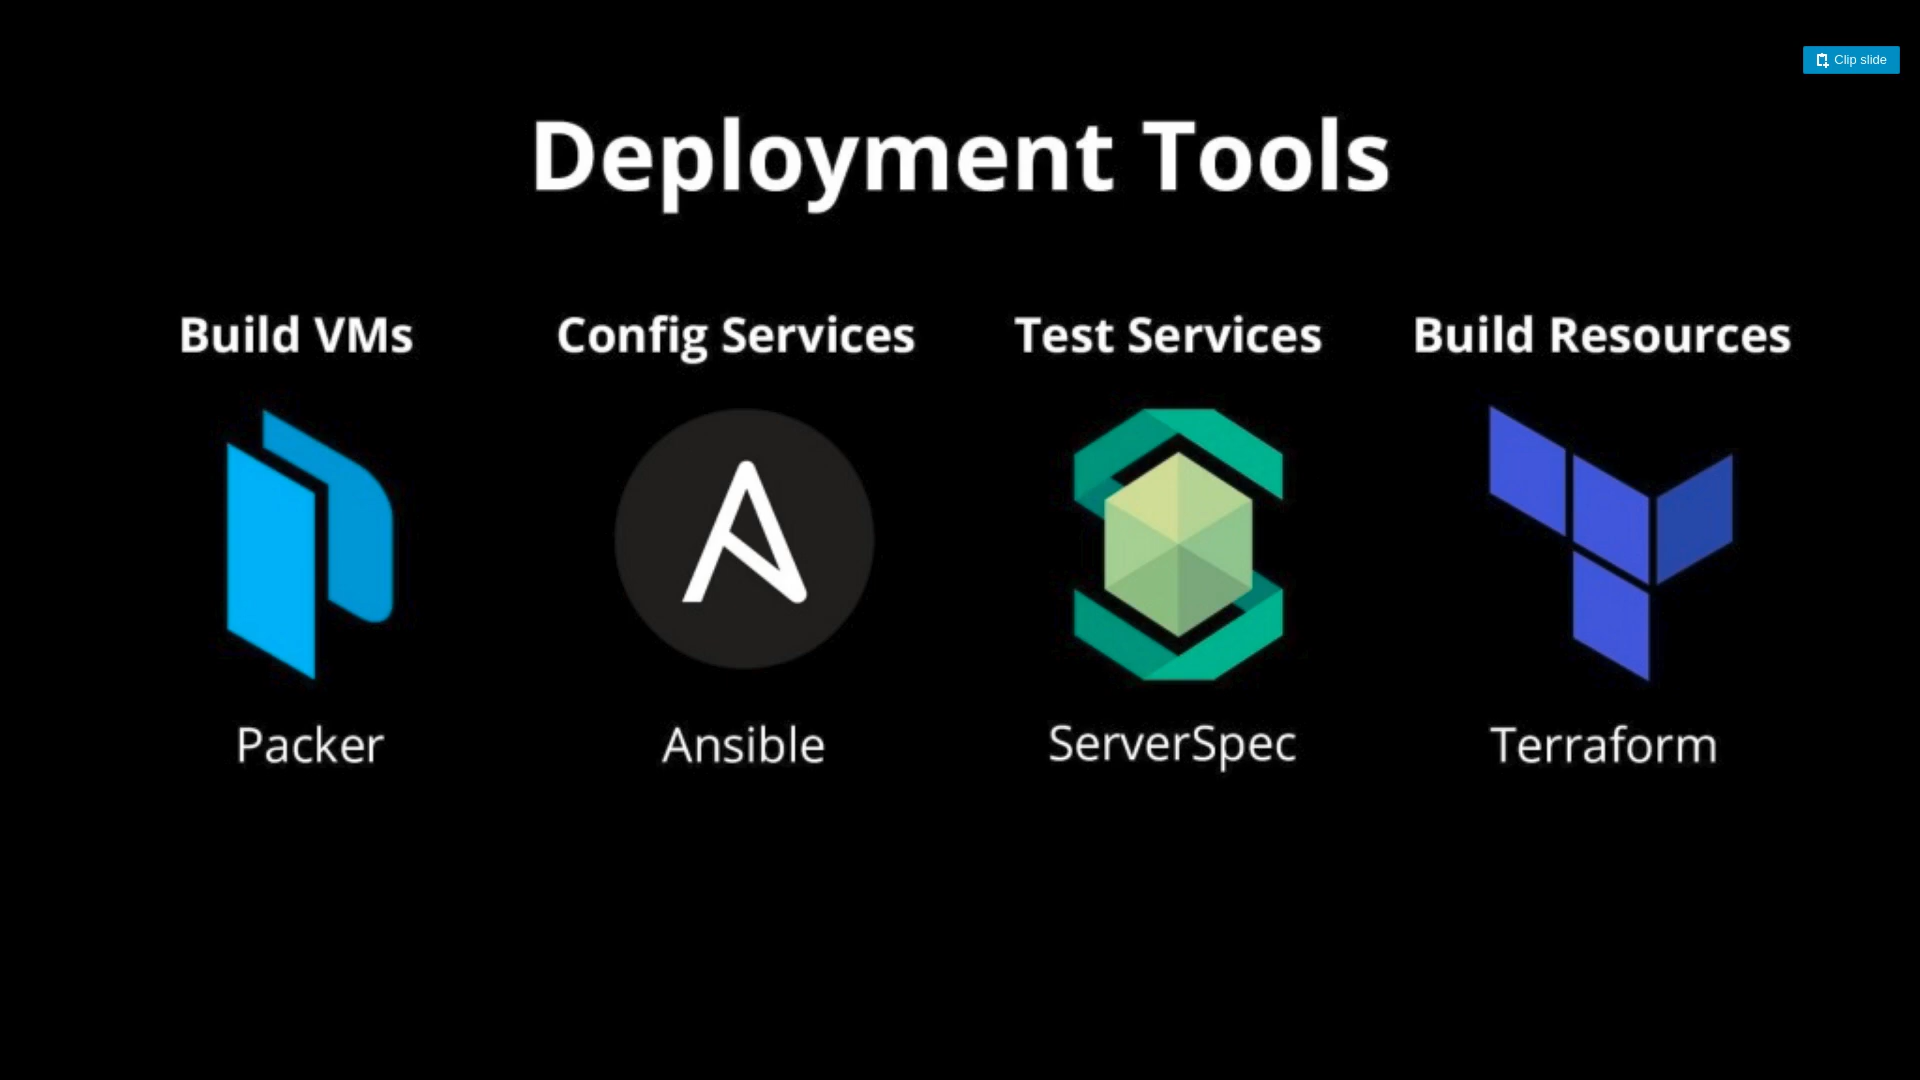 Clip slide
Deployment Tools
Build VMs
Config Services
Test Services
Build Resources
Packer
Ansible
ServerSpec
Terraform